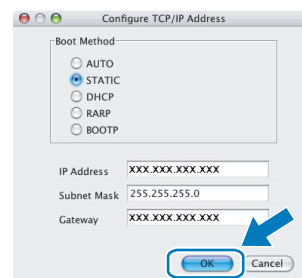 Configure TCP/IP Address
Boot Method
AUTO
STATIC
DHCP
RARP
BOOTP
IP Address XXX.XXX.XXX.XXX
Subnet Mask 255.255.255.0
Gateway XXX.XXX.XXX.XXX
OK Cancel